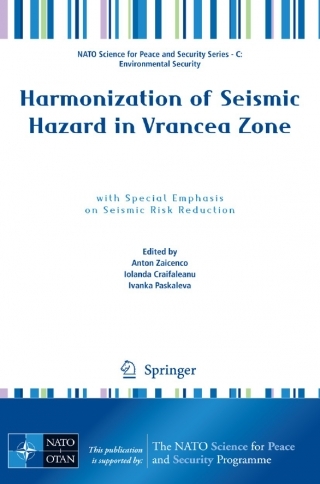 NATO Science for Peace and Security Series - C:
Environmental Security
Harmonization of Seismic
Hazard in Vrancea Zone
with Special Emphasis
on Seismic Risk Reduction
Edited by
Anton Zaicenco
Iolanda Craifaleanu
Ivanka Paskaleva
Springer
NATO
OTAN
This publication
is supported by:
The NATO Science for Peace
and Security Programme